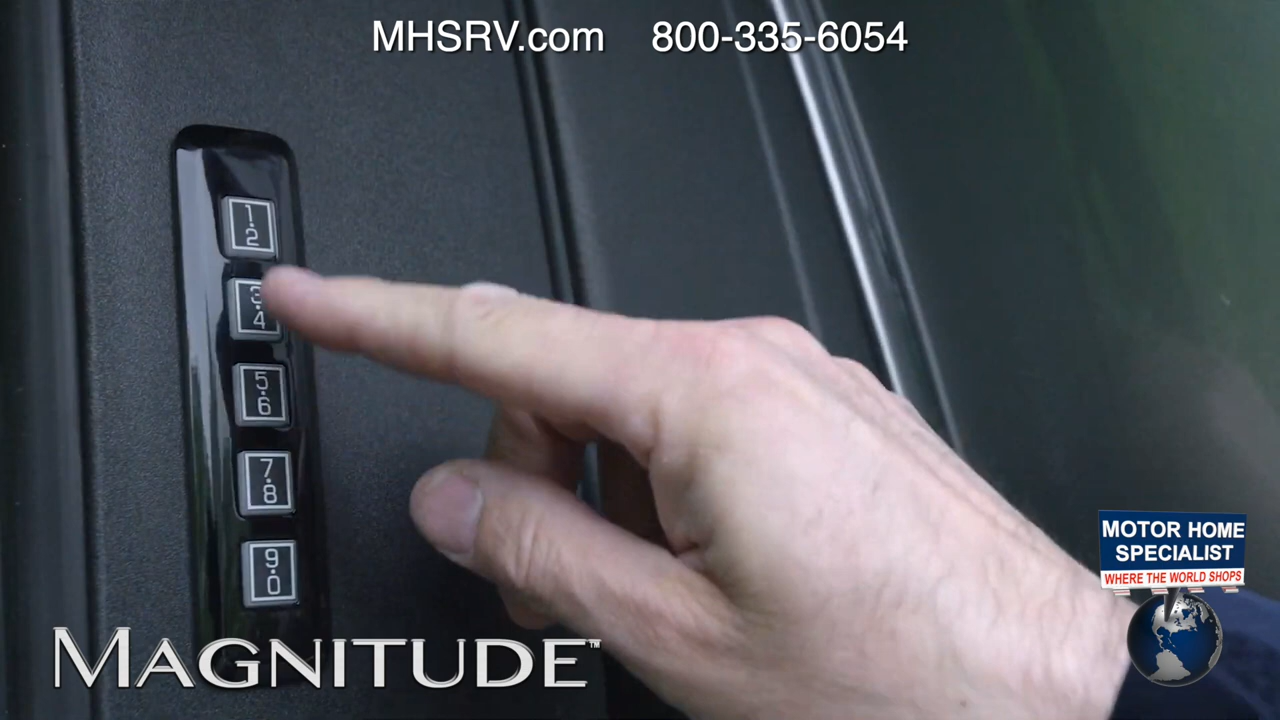 MHSRV.com 800-335-6054
1·2
3·4
5·6
7·8
9·0
MAGNITUDE™
MOTOR HOME
SPECIALIST
WHERE THE WORLD SHOPS